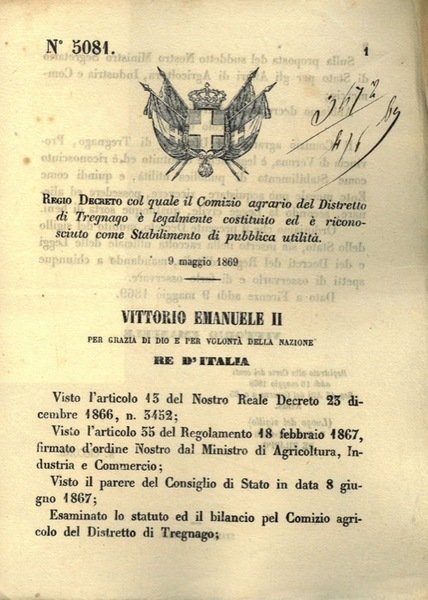 N° 5081.
1
3672
69
416
REGIO DECRETO col quale il Comizio agrario del Distretto
di Tregnago è legalmente costituito ed è ricono-
sciuto come Stabilimento di pubblica utilità.
9 maggio 1869
VITTORIO EMANUELE II
PER GRAZIA DI DIO E PER VOLONTÀ DELLA NAZIONE
RE D'ITALIA
Visto l'articolo 13 del Nostro Reale Decreto 23 di-
cembre 1866, n. 3452;
Visto l'articolo 35 del Regolamento 18 febbraio 1867,
firmato d'ordine Nostro dal Ministro di Agricoltura, In-
dustria e Commercio;
Visto il parere del Consiglio di Stato in data 8 giu-
gno 1867;
Esaminato lo statuto ed il bilancio pel Comizio agri-
colo del Distretto di Tregnago;